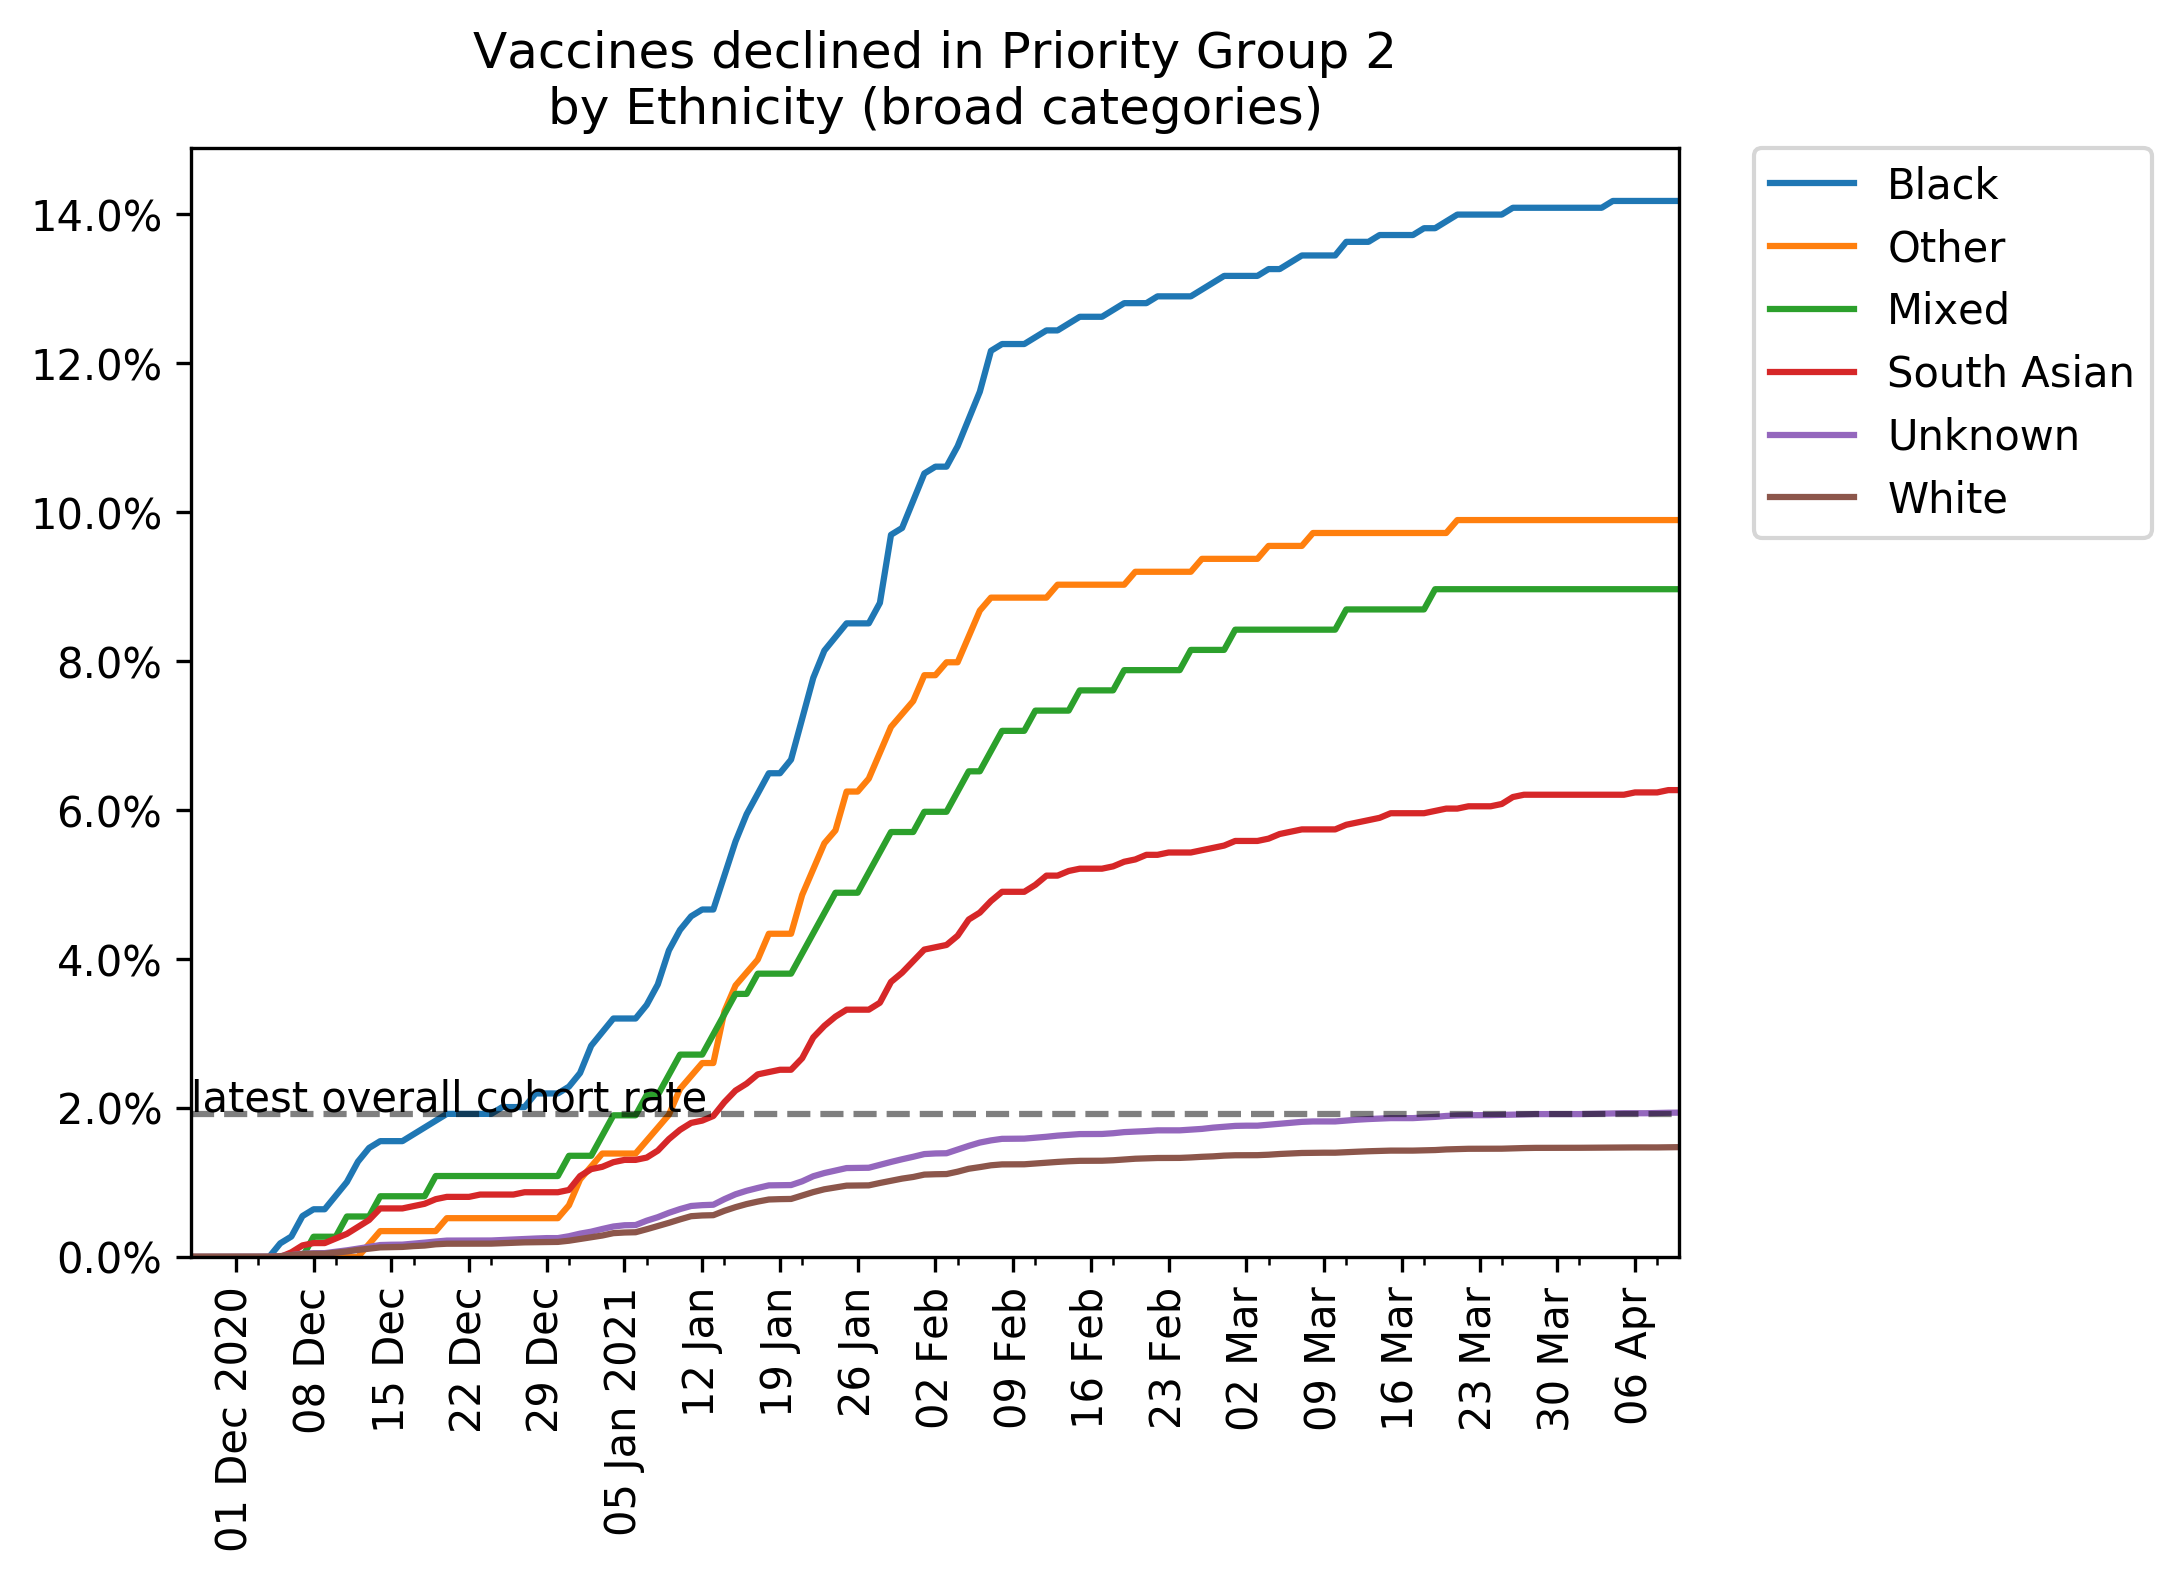 Vaccines declined in Priority Group 2
by Ethnicity (broad categories)
14.0%
12.0%
10.0%
8.0%
6.0%
4.0%
2.0%
0.0%
latest overall cohort rate
01 Dec 2020
08 Dec
15 Dec
22 Dec
29 Dec
05 Jan 2021
12 Jan
19 Jan
26 Jan
02 Feb
09 Feb
16 Feb
23 Feb
02 Mar
09 Mar
16 Mar
23 Mar
30 Mar
06 Apr
Black
Other
Mixed
South Asian
Unknown
White